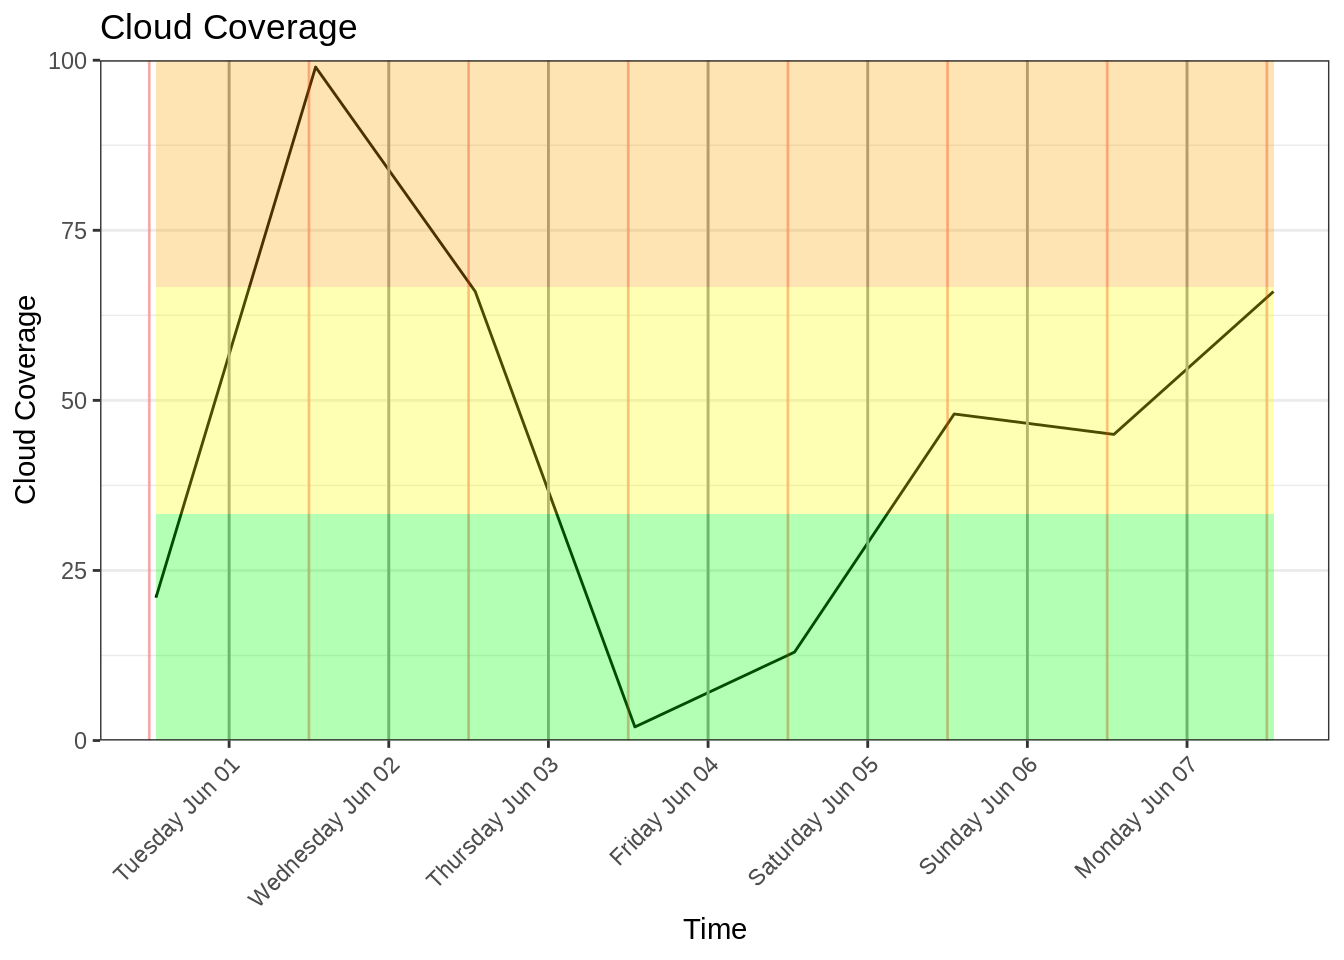 Cloud Coverage
Cloud Coverage
100
75
50
25
0
Tuesday Jun 01
Wednesday Jun 02
Thursday Jun 03
Friday Jun 04
Saturday Jun 05
Sunday Jun 06
Monday Jun 07
Time